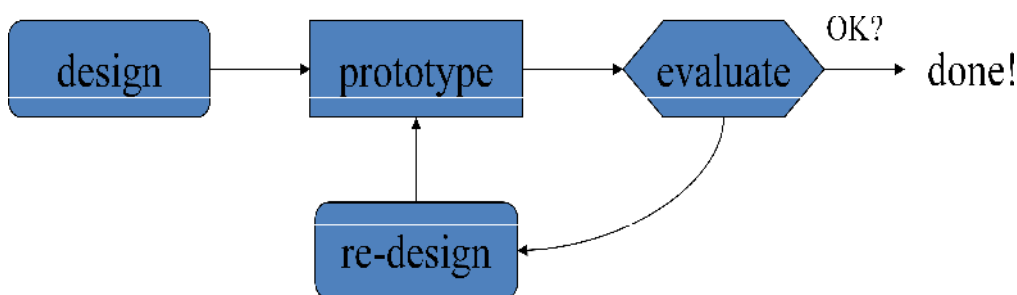 design
prototype
evaluate
OK?
done!
re-design